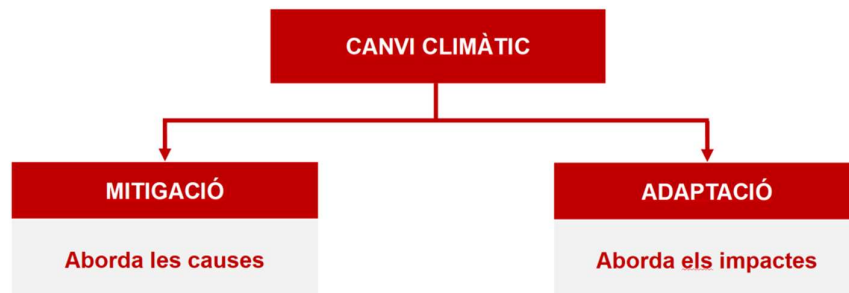 CANVI CLIMÀTIC
MITIGACIÓ
Aborda les causes
ADAPTACIÓ
Aborda els impactes